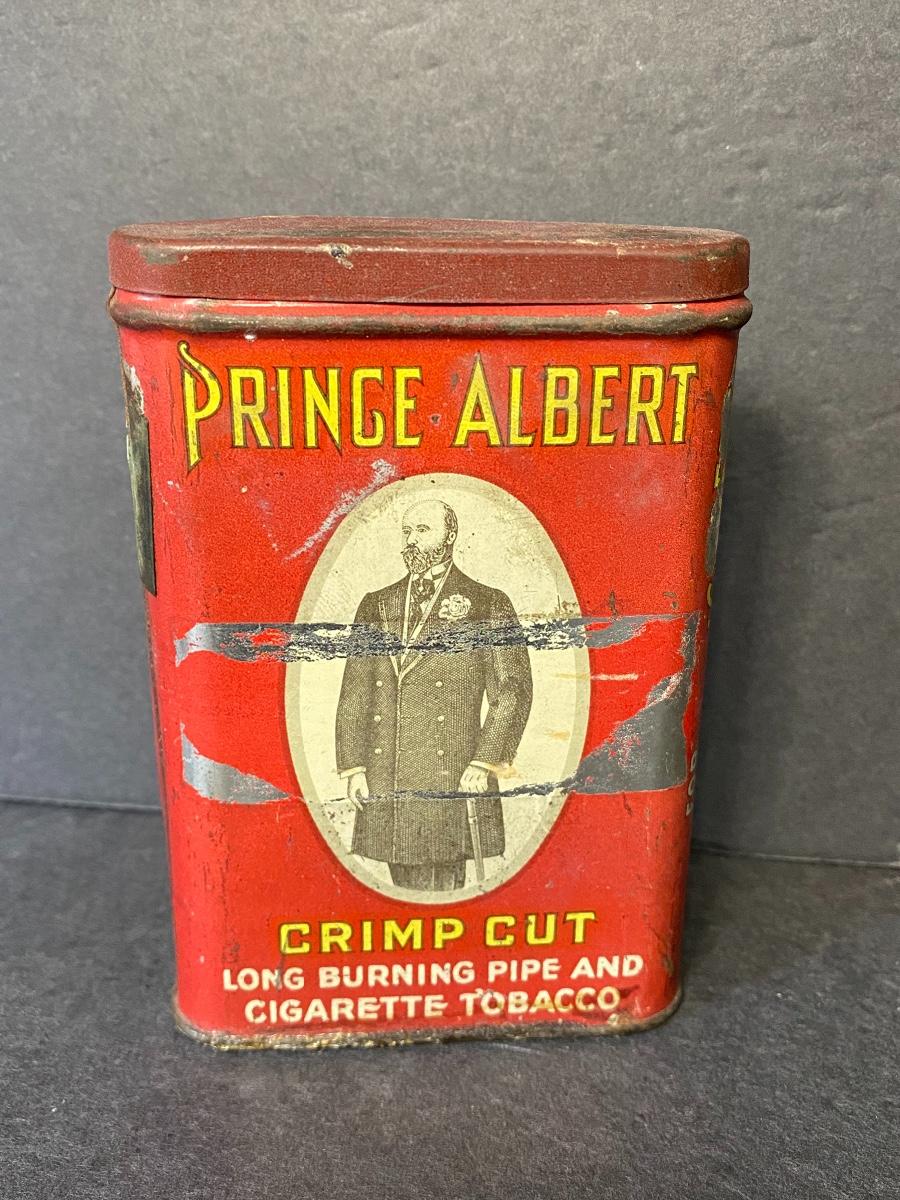 PRINCE ALBERT
CRIMP CUT
LONG BURNING PIPE AND
CIGARETTE TOBACCO